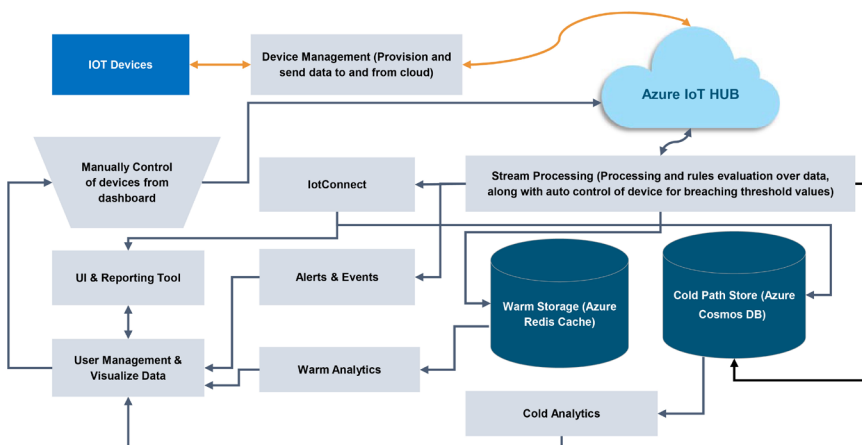 IOT Devices
Device Management (Provision and
send data to and from cloud)
Azure IoT HUB
Manually Control
of devices from
dashboard
IotConnect
Stream Processing (Processing and rules evaluation over data,
along with auto control of device for breaching threshold values)
UI & Reporting Tool
Alerts & Events
Warm Storage (Azure
Redis Cache)
Cold Path Store (Azure
Cosmos DB)
User Management &
Visualize Data
Warm Analytics
Cold Analytics